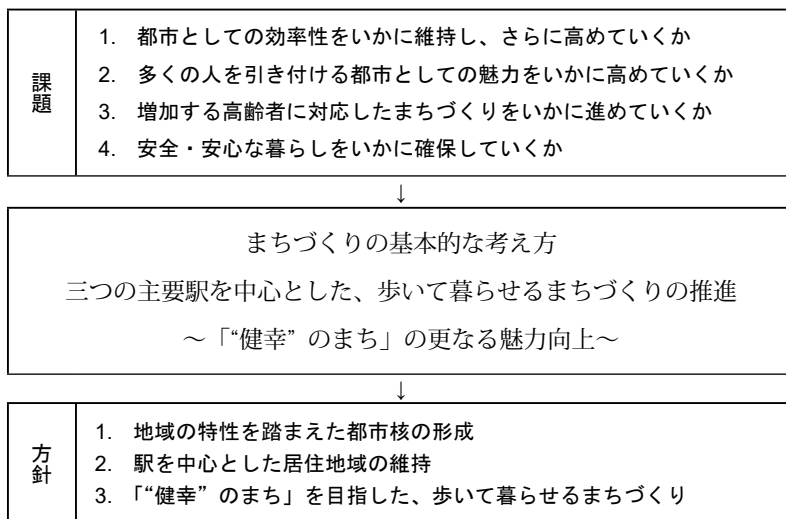 課題
1. 都市としての効率性をいかに維持し、さらに高めていくか
2. 多くの人を引き付ける都市としての魅力をいかに高めていくか
3. 増加する高齢者に対応したまちづくりをいかに進めていくか
4. 安全・安心な暮らしをいかに確保していくか
↓
まちづくりの基本的な考え方
三つの主要駅を中心とした、歩いて暮らせるまちづくりの推進
～「“健幸” のまち」の更なる魅力向上～
↓
方針
1. 地域の特性を踏まえた都市核の形成
2. 駅を中心とした居住地域の維持
3. 「“健幸” のまち」を目指した、歩いて暮らせるまちづくり